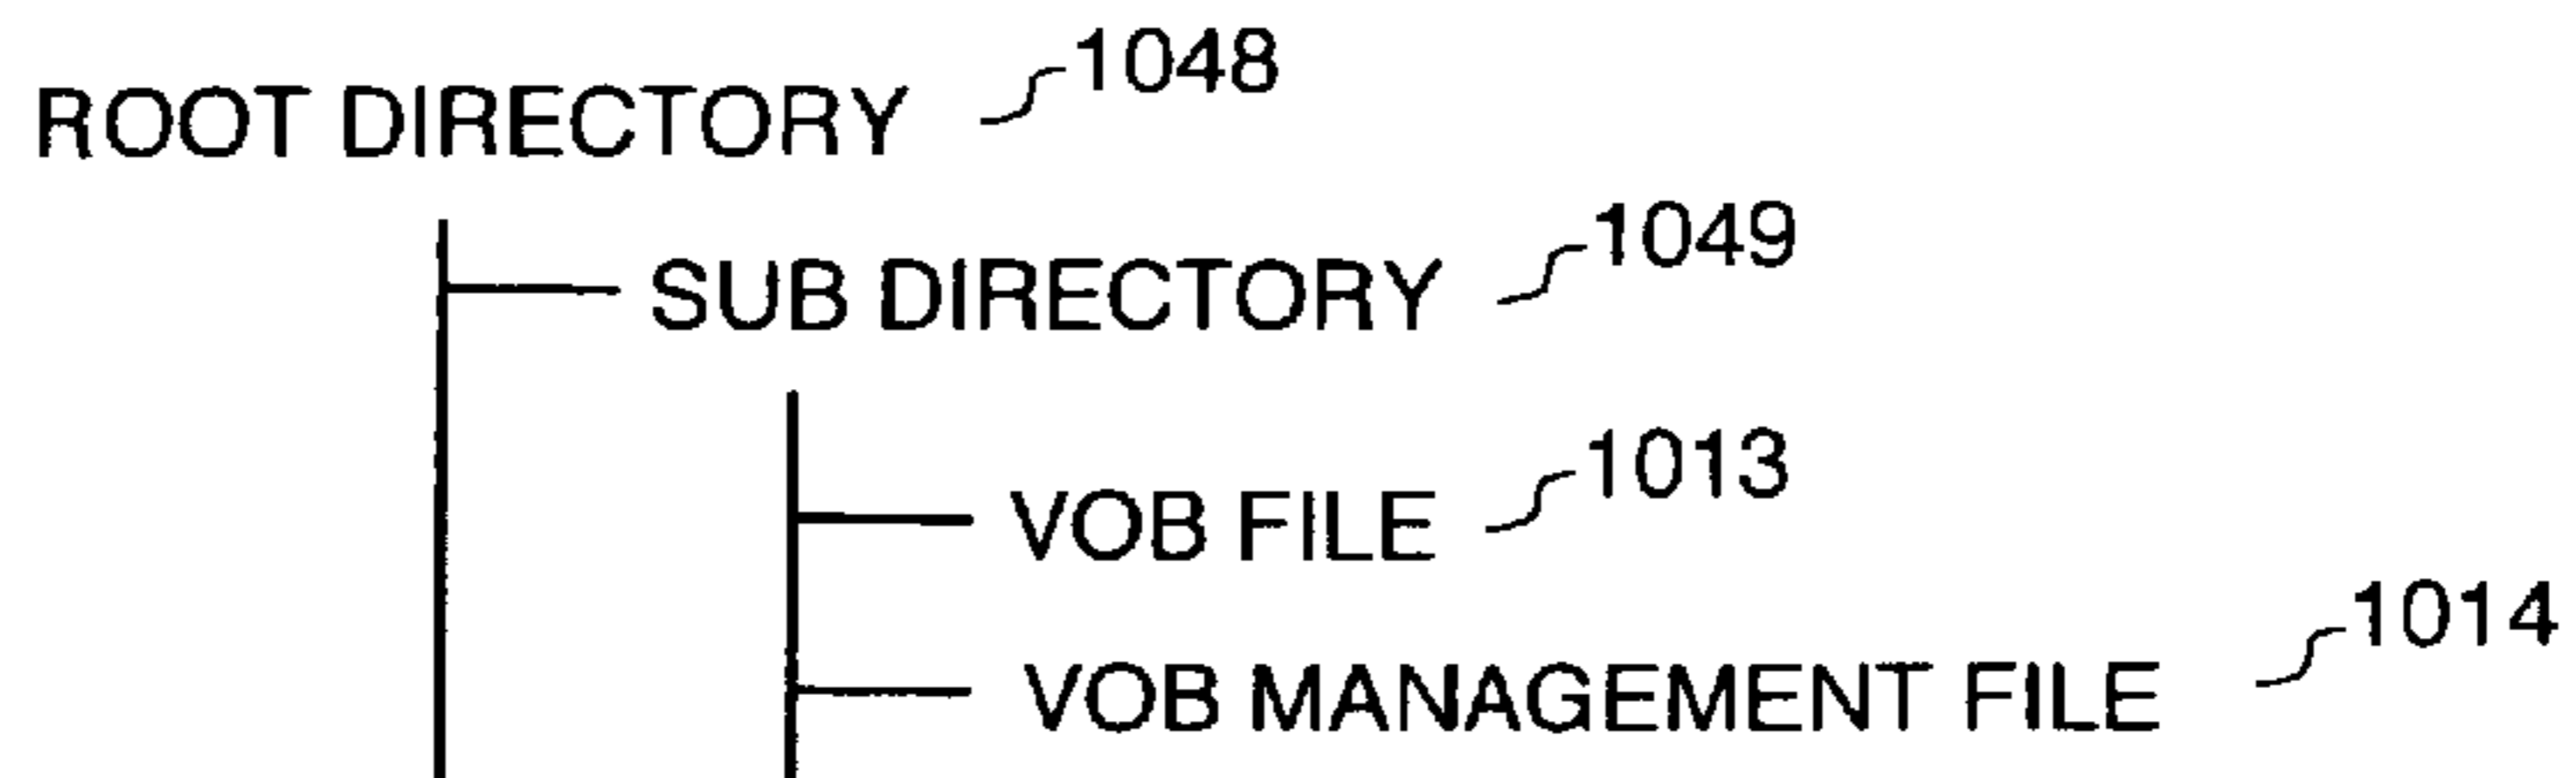 ROOT DIRECTORY 1048
SUB DIRECTORY 1049
VOB FILE 1013
VOB MANAGEMENT FILE 1014